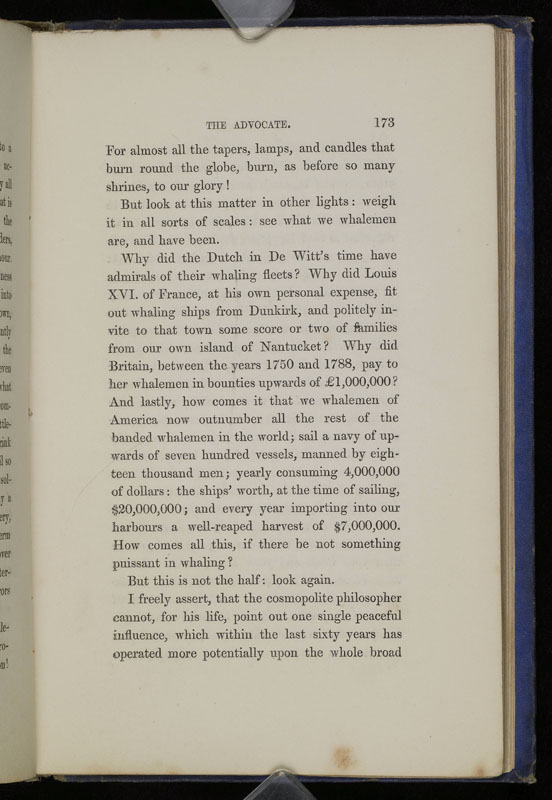 THE ADVOCATE. 173
For almost all the tapers, lamps, and candles that
burn round the globe, burn, as before so many
shrines, to our glory!
But look at this matter in other lights: weigh
it in all sorts of scales: see what we whalemen
are, and have been.
Why did the Dutch in De Witt's time have
admirals of their whaling fleets? Why did Louis
XVI. of France, at his own personal expense, fit
out whaling ships from Dunkirk, and politely in-
vite to that town some score or two of families
from our own island of Nantucket? Why did
Britain, between the years 1750 and 1788, pay to
her whalemen in bounties upwards of £1,000,000?
And lastly, how comes it that we whalemen of
America now outnumber all the rest of the
banded whalemen in the world; sail a navy of up-
wards of seven hundred vessels, manned by eigh-
teen thousand men; yearly consuming 4,000,000
of dollars: the ships' worth, at the time of sailing,
$20,000,000; and every year importing into our
harbours a well-reaped harvest of $7,000,000.
How comes all this, if there be not something
puissant in whaling?
But this is not the half: look again.
I freely assert, that the cosmopolite philosopher
cannot, for his life, point out one single peaceful
influence, which within the last sixty years has
operated more potentially upon the whole broad